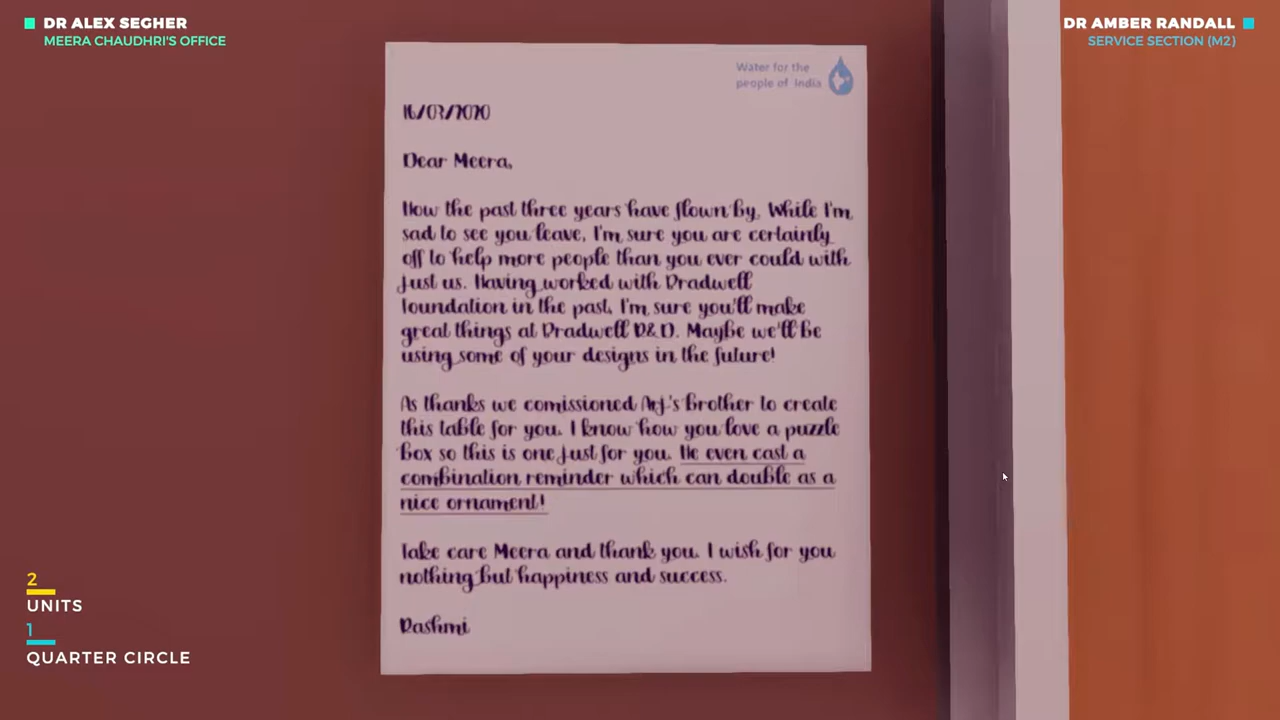 DR ALEX SEGHER
MEERA CHAUDHRI'S OFFICE
DR AMBER RANDALL
SERVICE SECTION (M2)
Water for the
people of India
16/03/2020
Dear Meera,
How the past three years have flown by. While I'm
sad to see you leave, I'm sure you are certainly
off to help more people than you ever could with
just us. Having worked with Bradwell
Foundation in the past, I'm sure you'll make
great things at Bradwell R&D. Maybe we'll be
using some of your designs in the future!
As thanks we comissioned Arj's brother to create
this table for you. I know how you love a puzzle
box so this is one just for you. He even cast a
combination reminder which can double as a
nice ornament!
Take care Meera and thank you. I wish for you
nothing but happiness and success.
Rashmi
2
UNITS
1
QUARTER CIRCLE